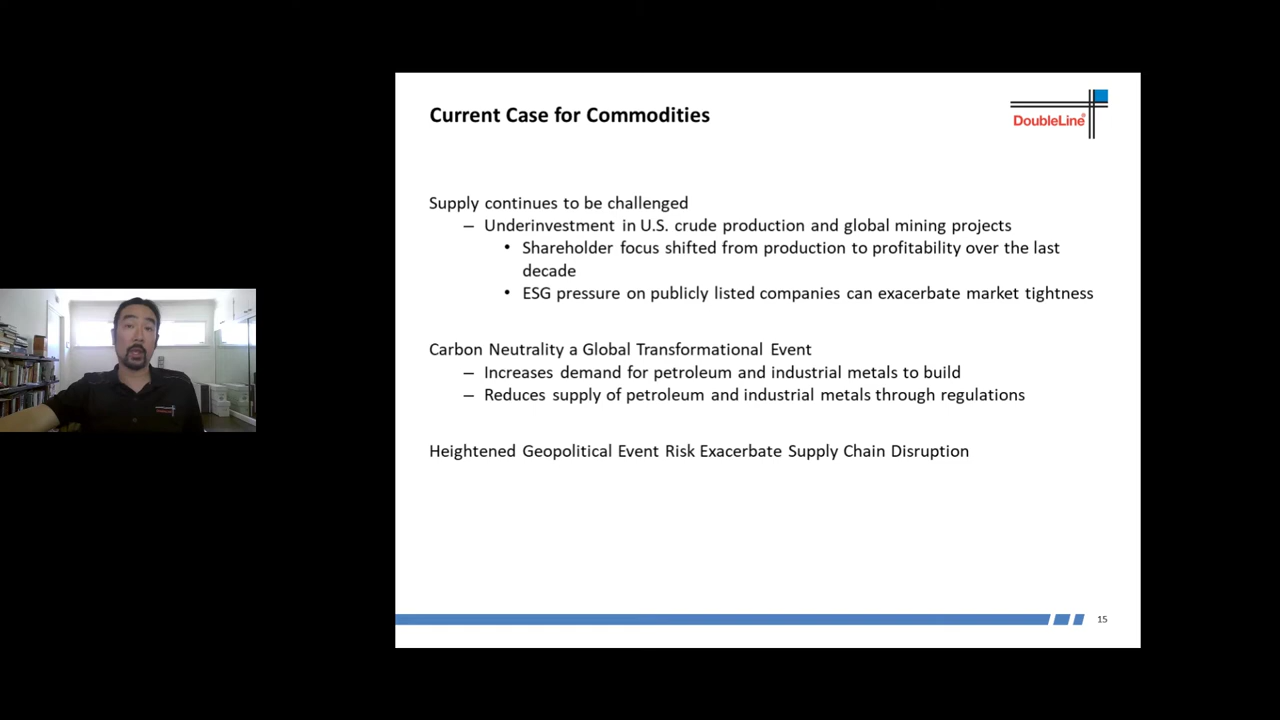 Current Case for Commodities
DoubleLine®
Supply continues to be challenged
– Underinvestment in U.S. crude production and global mining projects
• Shareholder focus shifted from production to profitability over the last
decade
• ESG pressure on publicly listed companies can exacerbate market tightness
Carbon Neutrality a Global Transformational Event
– Increases demand for petroleum and industrial metals to build
– Reduces supply of petroleum and industrial metals through regulations
Heightened Geopolitical Event Risk Exacerbate Supply Chain Disruption
15
DoubleLine